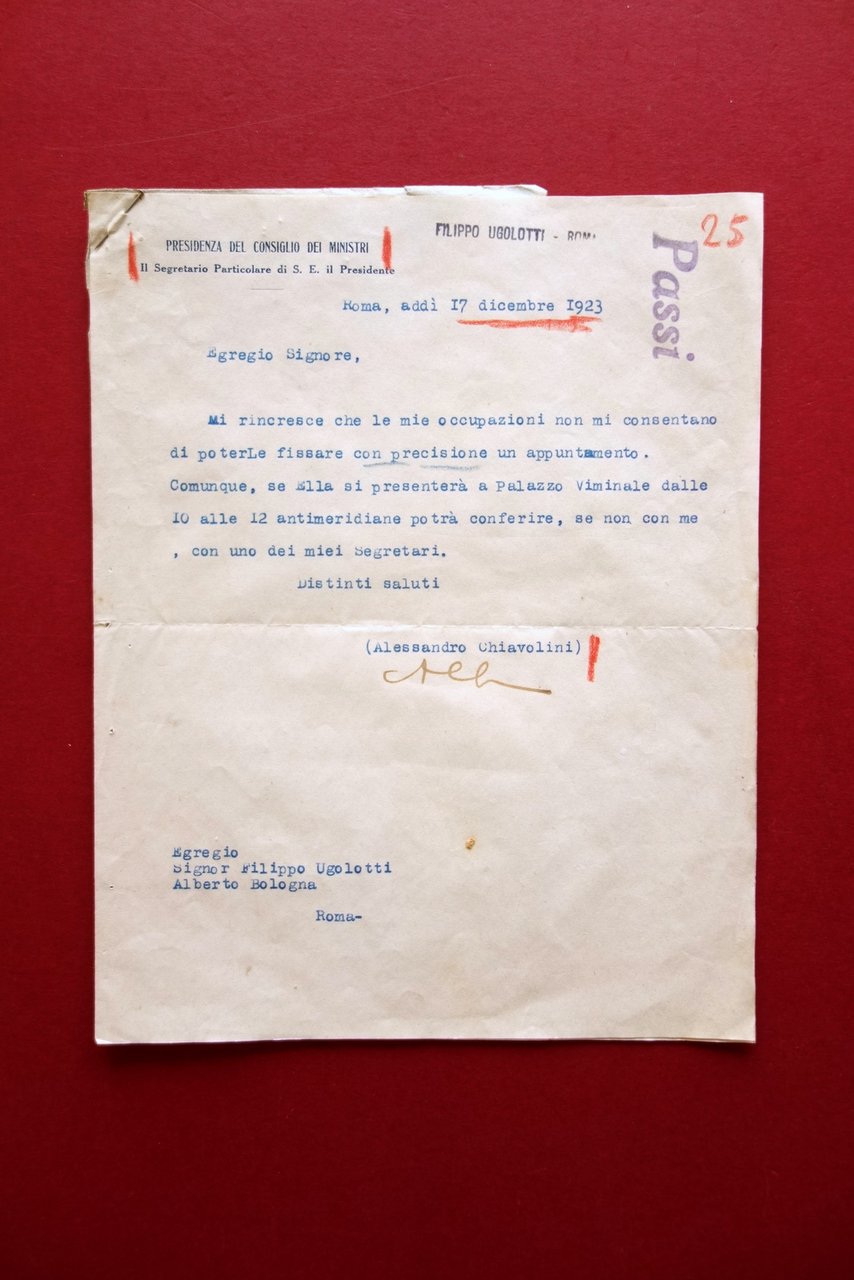 PRESIDENZA DEL CONSIGLIO DEI MINISTRI
Il Segretario Particolare di S. E. il Presidente
FILIPPO UGOLOTTI - ROMA
25
Passi
Roma, addì 17 dicembre 1923
Egregio Signore,
Mi rincresce che le mie occupazioni non mi consentano
di poterLe fissare con precisione un appuntamento.
Comunque, se Ella si presenterà a Palazzo Viminale dalle
10 alle 12 antimeridiane potrà conferire, se non con me
, con uno dei miei Segretari.
Distinti saluti
(Alessandro Chiavolini)
Egregio
Signor Filippo Ugolotti
Alberto Bologna
Roma-